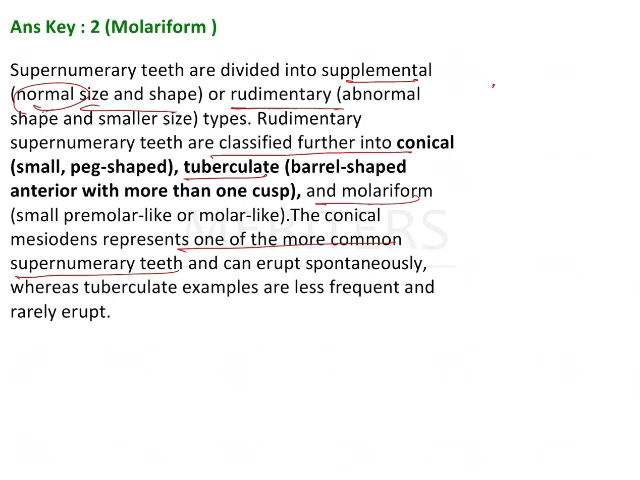 Ans Key : 2 (Molariform )
Supernumerary teeth are divided into supplemental
(normal size and shape) or rudimentary (abnormal
shape and smaller size) types. Rudimentary
supernumerary teeth are classified further into conical
(small, peg-shaped), tuberculate (barrel-shaped
anterior with more than one cusp), and molariform
(small premolar-like or molar-like).The conical
mesiodens represents one of the more common
supernumerary teeth and can erupt spontaneously,
whereas tuberculate examples are less frequent and
rarely erupt.
MERITERS